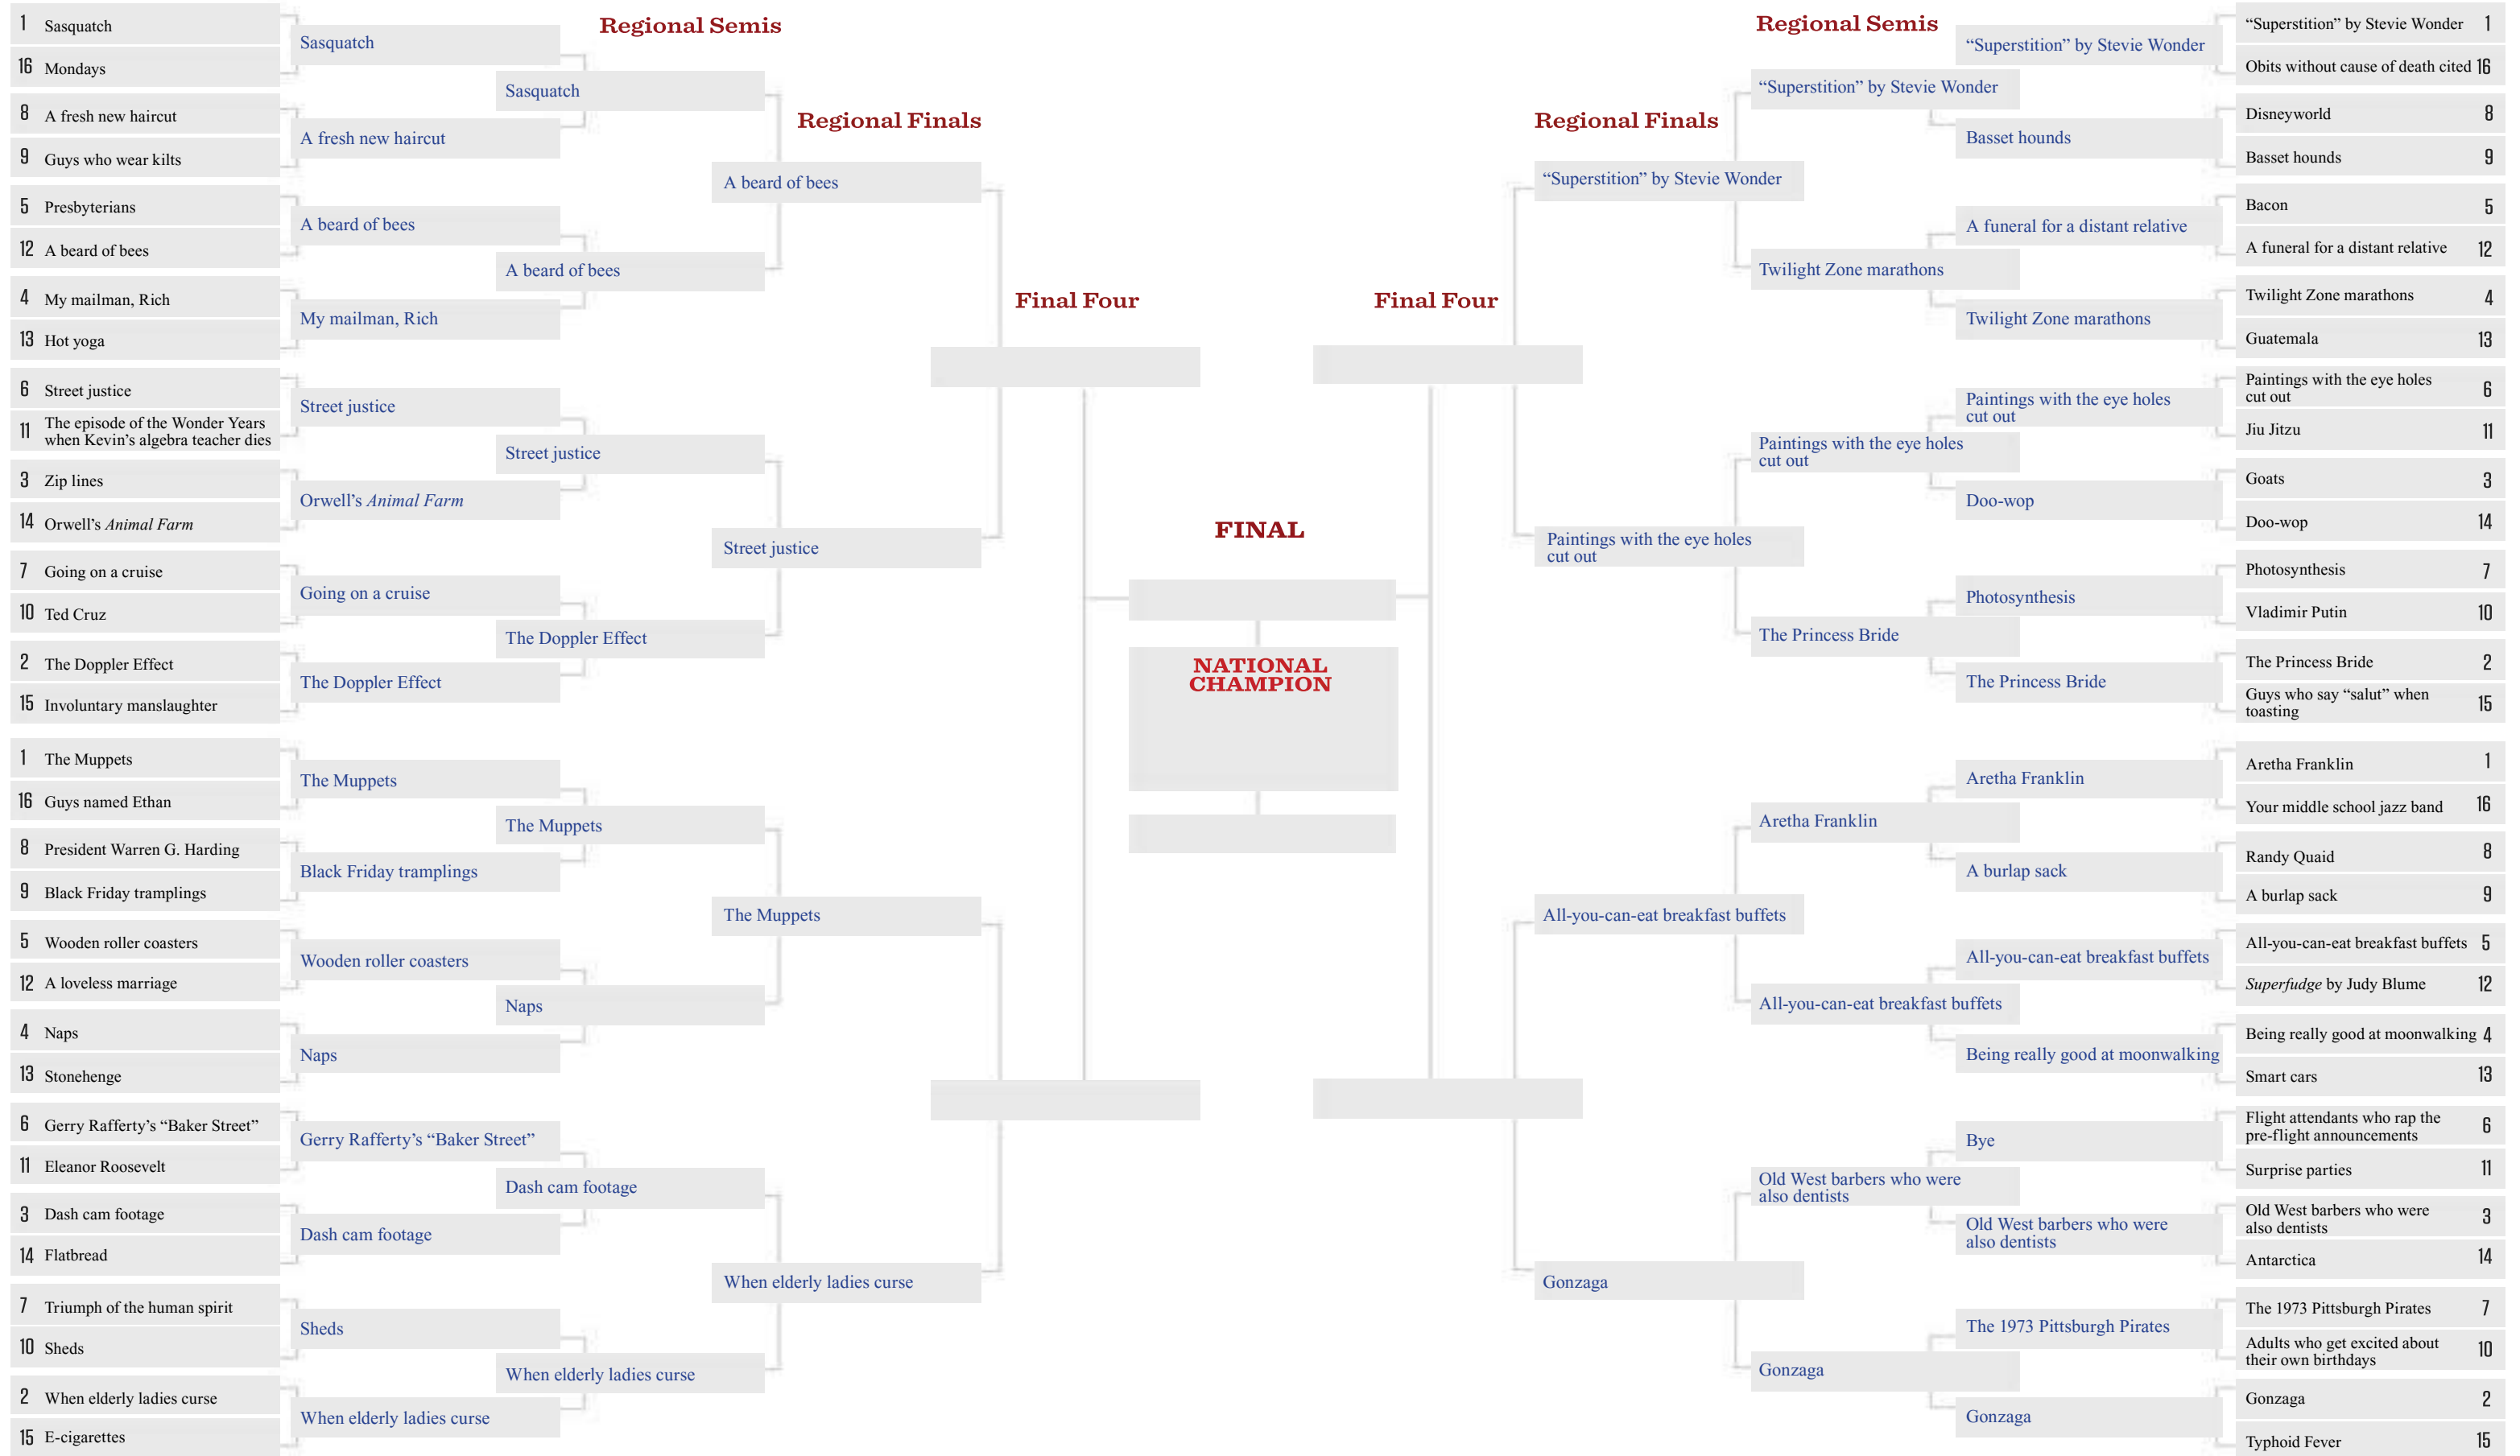 Regional Semis
Regional Finals
Final Four
1 Sasquatch
16 Mondays
8 A fresh new haircut
9 Guys who wear kilts
5 Presbyterians
12 A beard of bees
4 My mailman, Rich
13 Hot yoga
6 Street justice
11 The episode of the Wonder Years
when Kevin’s algebra teacher dies
3 Zip lines
14 Orwell’s Animal Farm
7 Going on a cruise
10 Ted Cruz
2 The Doppler Effect
15 Involuntary manslaughter
1 The Muppets
16 Guys named Ethan
8 President Warren G. Harding
9 Black Friday tramplings
5 Wooden roller coasters
12 A loveless marriage
4 Naps
13 Stonehenge
6 Gerry Rafferty’s “Baker Street”
11 Eleanor Roosevelt
3 Dash cam footage
14 Flatbread
7 Triumph of the human spirit
10 Sheds
2 When elderly ladies curse
15 E-cigarettes
Sasquatch
A fresh new haircut
A beard of bees
My mailman, Rich
Street justice
Orwell’s Animal Farm
Going on a cruise
The Doppler Effect
The Muppets
Black Friday tramplings
Wooden roller coasters
Naps
Gerry Rafferty’s “Baker Street”
Dash cam footage
Sheds
When elderly ladies curse
Sasquatch
A beard of bees
Street justice
The Doppler Effect
The Muppets
Naps
Dash cam footage
When elderly ladies curse
A beard of bees
Street justice
The Muppets
When elderly ladies curse
FINAL
NATIONAL
CHAMPION
Final Four
Regional Finals
Regional Semis
“Superstition” by Stevie Wonder
Paintings with the eye holes
cut out
All-you-can-eat breakfast buffets
Gonzaga
“Superstition” by Stevie Wonder
Twilight Zone marathons
Paintings with the eye holes
cut out
The Princess Bride
Aretha Franklin
All-you-can-eat breakfast buffets
Old West barbers who were
also dentists
Gonzaga
“Superstition” by Stevie Wonder
Basset hounds
A funeral for a distant relative
Twilight Zone marathons
Paintings with the eye holes
cut out
Doo-wop
Photosynthesis
The Princess Bride
Aretha Franklin
A burlap sack
All-you-can-eat breakfast buffets
Being really good at moonwalking
Bye
Old West barbers who were
also dentists
The 1973 Pittsburgh Pirates
Gonzaga
“Superstition” by Stevie Wonder 1
Obits without cause of death cited 16
Disneyworld 8
Basset hounds 9
Bacon 5
A funeral for a distant relative 12
Twilight Zone marathons 4
Guatemala 13
Paintings with the eye holes
cut out 6
Jiu Jitzu 11
Goats 3
Doo-wop 14
Photosynthesis 7
Vladimir Putin 10
The Princess Bride 2
Guys who say “salut” when
toasting 15
Aretha Franklin 1
Your middle school jazz band 16
Randy Quaid 8
A burlap sack 9
All-you-can-eat breakfast buffets 5
Superfudge by Judy Blume 12
Being really good at moonwalking 4
Smart cars 13
Flight attendants who rap the
pre-flight announcements 6
Surprise parties 11
Old West barbers who were
also dentists 3
Antarctica 14
The 1973 Pittsburgh Pirates 7
Adults who get excited about
their own birthdays 10
Gonzaga 2
Typhoid Fever 15